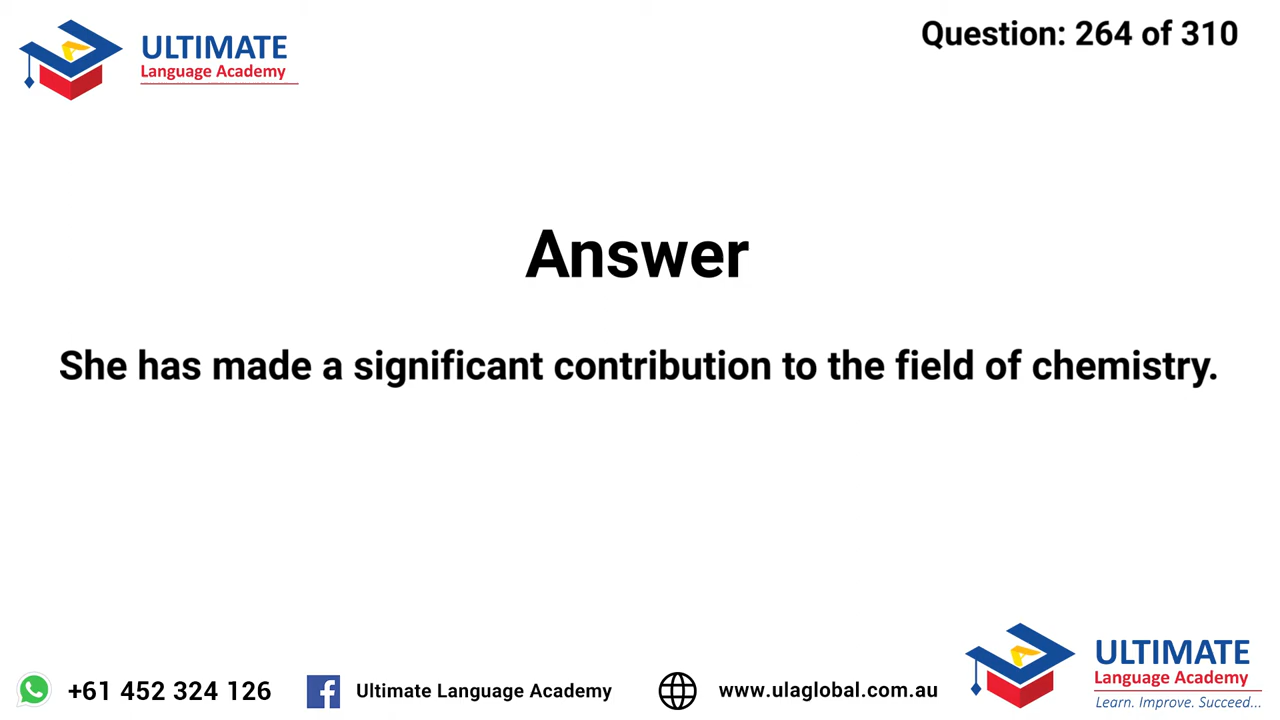 ULTIMATE
Language Academy
Question: 264 of 310
Answer
She has made a significant contribution to the field of chemistry.
+61 452 324 126
Ultimate Language Academy
www.ulaglobal.com.au
ULTIMATE
Language Academy
Learn. Improve. Succeed...